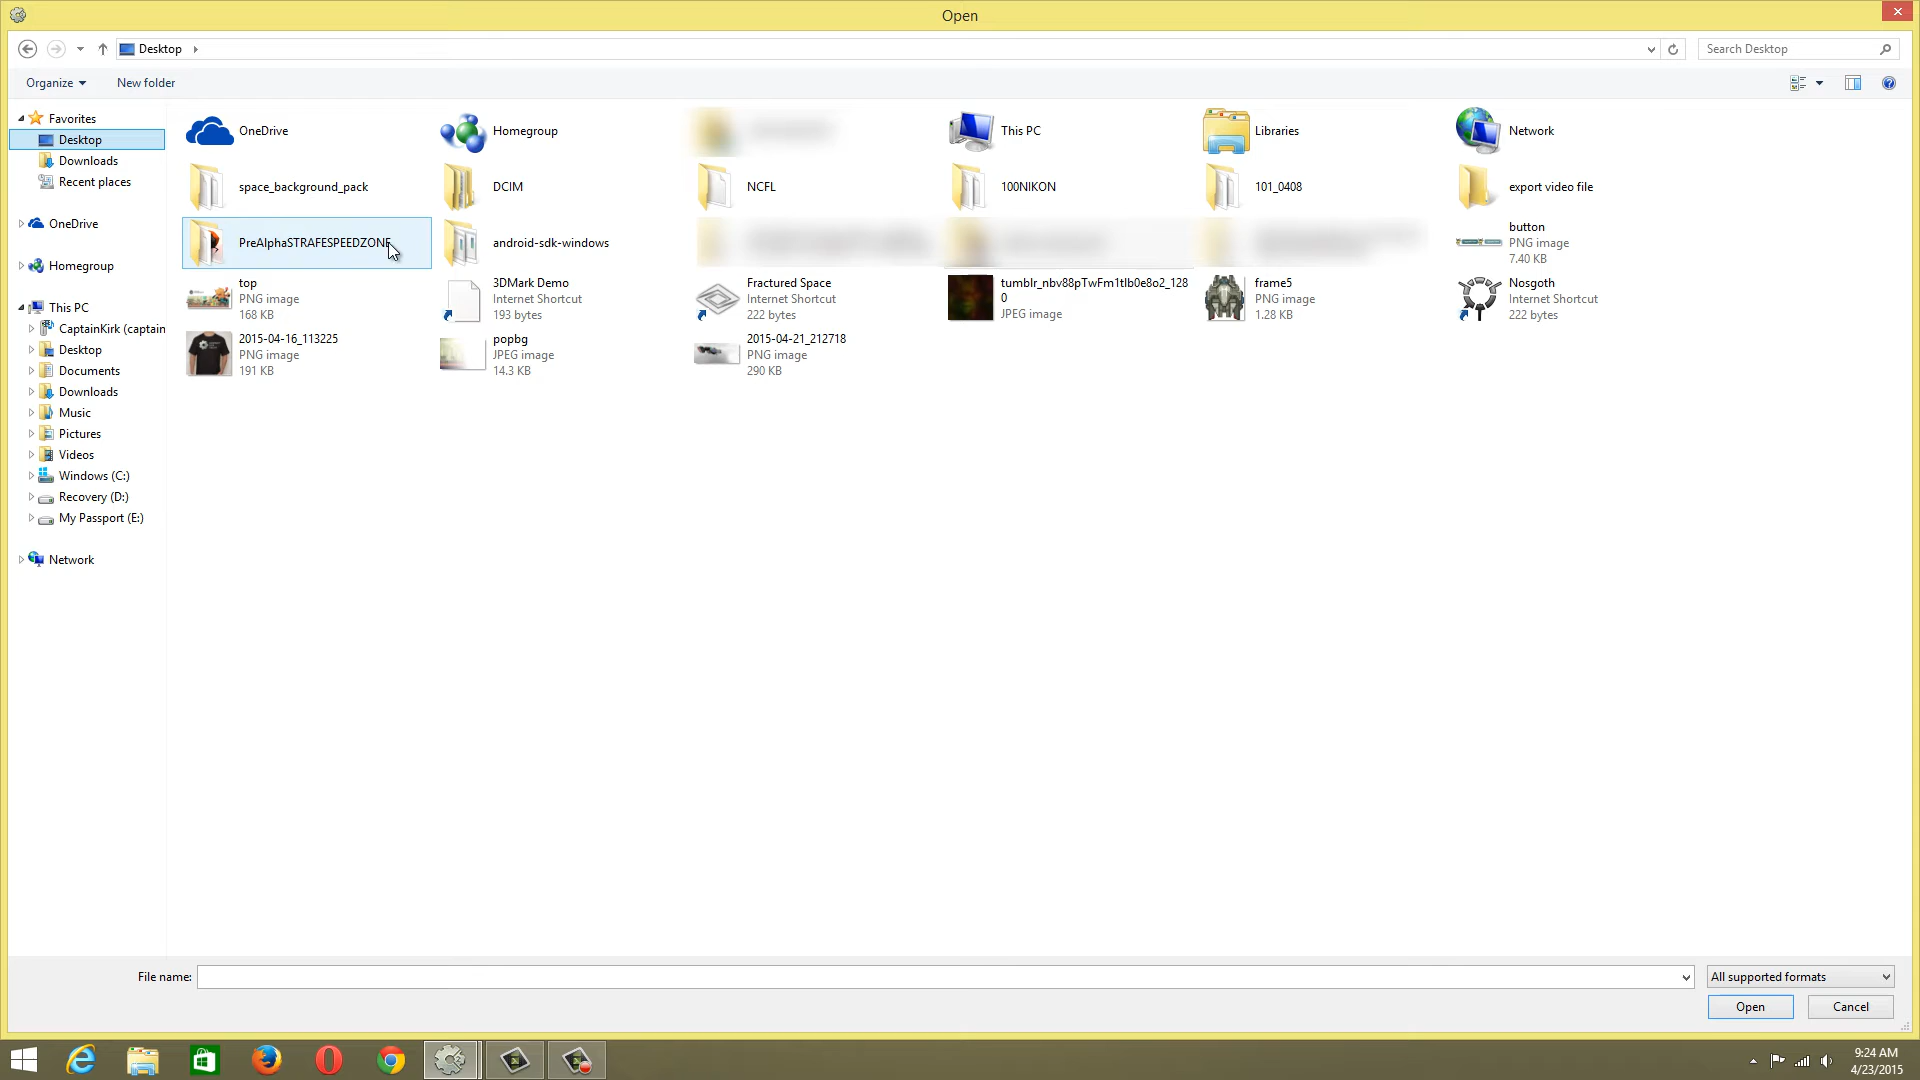 Open
Desktop
Search Desktop
Organize
New folder
Favorites
Desktop
Downloads
Recent places
OneDrive
Homegroup
This PC
CaptainKirk (captain
Desktop
Documents
Downloads
Music
Pictures
Videos
Windows (C:)
Recovery (D:)
My Passport (E:)
Network
OneDrive
Homegroup
This PC
Libraries
Network
space_background_pack
DCIM
NCFL
100NIKON
101_0408
export video file
PreAlphaSTRAFESPEEDZONE
android-sdk-windows
button
PNG image
7.40 KB
top
PNG image
168 KB
3DMark Demo
Internet Shortcut
193 bytes
Fractured Space
Internet Shortcut
222 bytes
tumblr_nbv88pTwFm1tlb0e8o2_128
0
JPEG image
frame5
PNG image
1.28 KB
Nosgoth
Internet Shortcut
222 bytes
2015-04-16_113225
PNG image
191 KB
popbg
JPEG image
14.3 KB
2015-04-21_212718
PNG image
290 KB
File name:
All supported formats
Open
Cancel
9:24 AM
4/23/2015